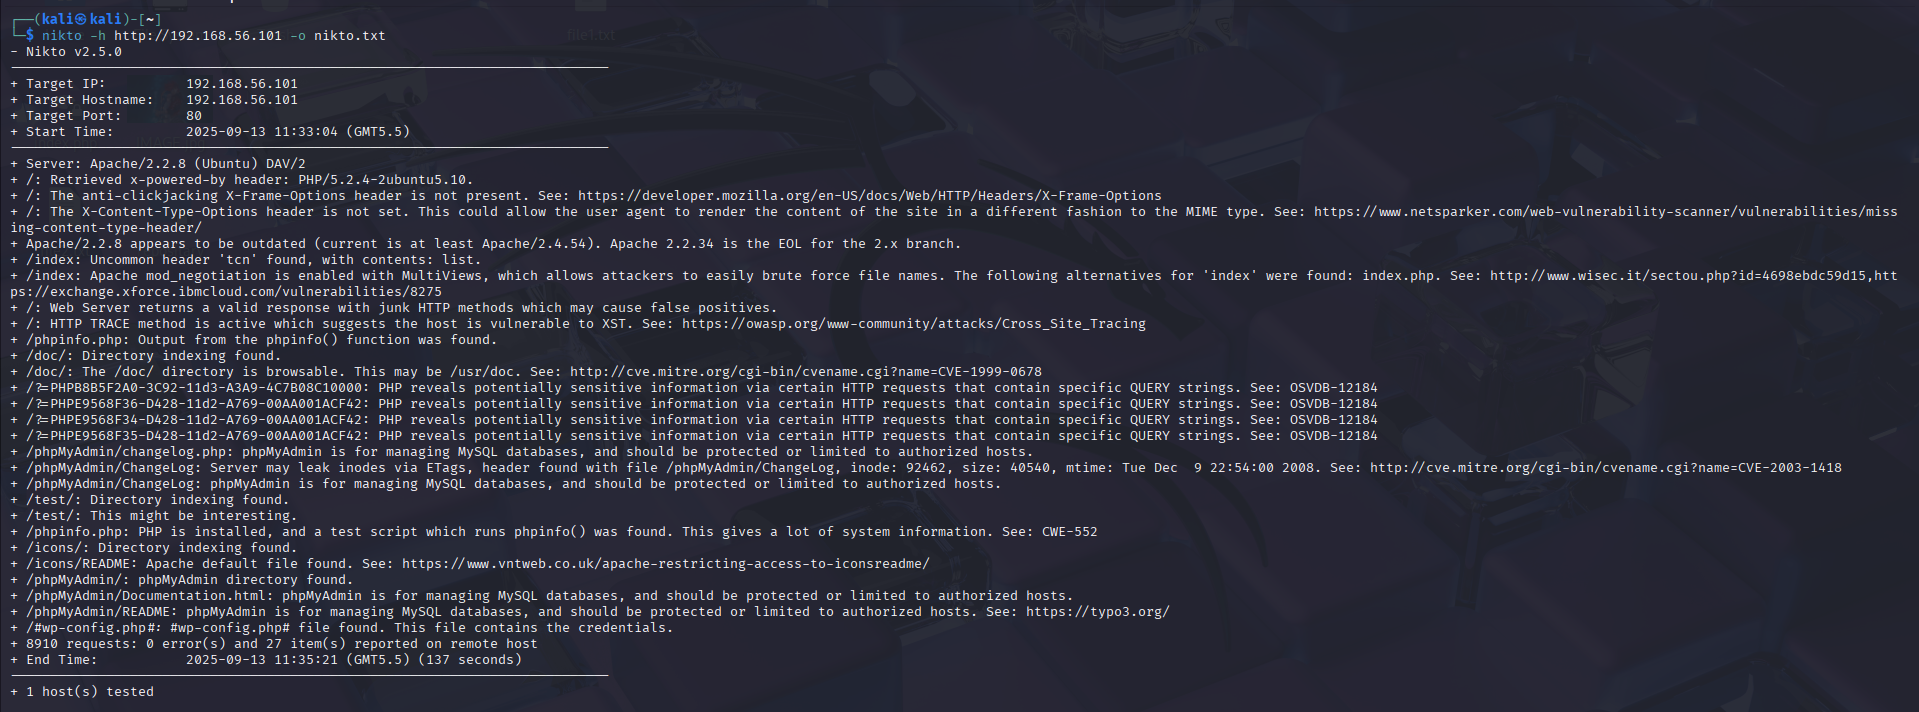 ┌──(kali㉿kali)-[~]
└─$ nikto -h http://192.168.56.101 -o nikto.txt
- Nikto v2.5.0
---------------------------------------------------------------------------
+ Target IP:          192.168.56.101
+ Target Hostname:    192.168.56.101
+ Target Port:        80
+ Start Time:         2025-09-13 11:33:04 (GMT5.5)
---------------------------------------------------------------------------
+ Server: Apache/2.2.8 (Ubuntu) DAV/2
+ /: Retrieved x-powered-by header: PHP/5.2.4-2ubuntu5.10.
+ /: The anti-clickjacking X-Frame-Options header is not present. See: https://developer.mozilla.org/en-US/docs/Web/HTTP/Headers/X-Frame-Options
+ /: The X-Content-Type-Options header is not set. This could allow the user agent to render the content of the site in a different fashion to the MIME type. See: https://www.netsparker.com/web-vulnerability-scanner/vulnerabilities/miss
ing-content-type-header/
+ Apache/2.2.8 appears to be outdated (current is at least Apache/2.4.54). Apache 2.2.34 is the EOL for the 2.x branch.
+ /index: Uncommon header 'tcn' found, with contents: list.
+ /index: Apache mod_negotiation is enabled with MultiViews, which allows attackers to easily brute force file names. The following alternatives for 'index' were found: index.php. See: http://www.wisec.it/sectou.php?id=4698ebdc59d15,htt
ps://exchange.xforce.ibmcloud.com/vulnerabilities/8275
+ /: Web Server returns a valid response with junk HTTP methods which may cause false positives.
+ /: HTTP TRACE method is active which suggests the host is vulnerable to XST. See: https://owasp.org/www-community/attacks/Cross_Site_Tracing
+ /phpinfo.php: Output from the phpinfo() function was found.
+ /doc/: Directory indexing found.
+ /doc/: The /doc/ directory is browsable. This may be /usr/doc. See: http://cve.mitre.org/cgi-bin/cvename.cgi?name=CVE-1999-0678
+ /?=PHPB8B5F2A0-3C92-11d3-A3A9-4C7B08C10000: PHP reveals potentially sensitive information via certain HTTP requests that contain specific QUERY strings. See: OSVDB-12184
+ /?=PHPE9568F36-D428-11d2-A769-00AA001ACF42: PHP reveals potentially sensitive information via certain HTTP requests that contain specific QUERY strings. See: OSVDB-12184
+ /?=PHPE9568F34-D428-11d2-A769-00AA001ACF42: PHP reveals potentially sensitive information via certain HTTP requests that contain specific QUERY strings. See: OSVDB-12184
+ /?=PHPE9568F35-D428-11d2-A769-00AA001ACF42: PHP reveals potentially sensitive information via certain HTTP requests that contain specific QUERY strings. See: OSVDB-12184
+ /phpMyAdmin/changelog.php: phpMyAdmin is for managing MySQL databases, and should be protected or limited to authorized hosts.
+ /phpMyAdmin/ChangeLog: Server may leak inodes via ETags, header found with file /phpMyAdmin/ChangeLog, inode: 92462, size: 40540, mtime: Tue Dec  9 22:54:00 2008. See: http://cve.mitre.org/cgi-bin/cvename.cgi?name=CVE-2003-1418
+ /phpMyAdmin/ChangeLog: phpMyAdmin is for managing MySQL databases, and should be protected or limited to authorized hosts.
+ /test/: Directory indexing found.
+ /test/: This might be interesting.
+ /phpinfo.php: PHP is installed, and a test script which runs phpinfo() was found. This gives a lot of system information. See: CWE-552
+ /icons/: Directory indexing found.
+ /icons/README: Apache default file found. See: https://www.vntweb.co.uk/apache-restricting-access-to-iconsreadme/
+ /phpMyAdmin/: phpMyAdmin directory found.
+ /phpMyAdmin/Documentation.html: phpMyAdmin is for managing MySQL databases, and should be protected or limited to authorized hosts.
+ /phpMyAdmin/README: phpMyAdmin is for managing MySQL databases, and should be protected or limited to authorized hosts. See: https://typo3.org/
+ /#wp-config.php#: #wp-config.php# file found. This file contains the credentials.
+ 8910 requests: 0 error(s) and 27 item(s) reported on remote host
+ End Time:           2025-09-13 11:35:21 (GMT5.5) (137 seconds)
---------------------------------------------------------------------------
+ 1 host(s) tested